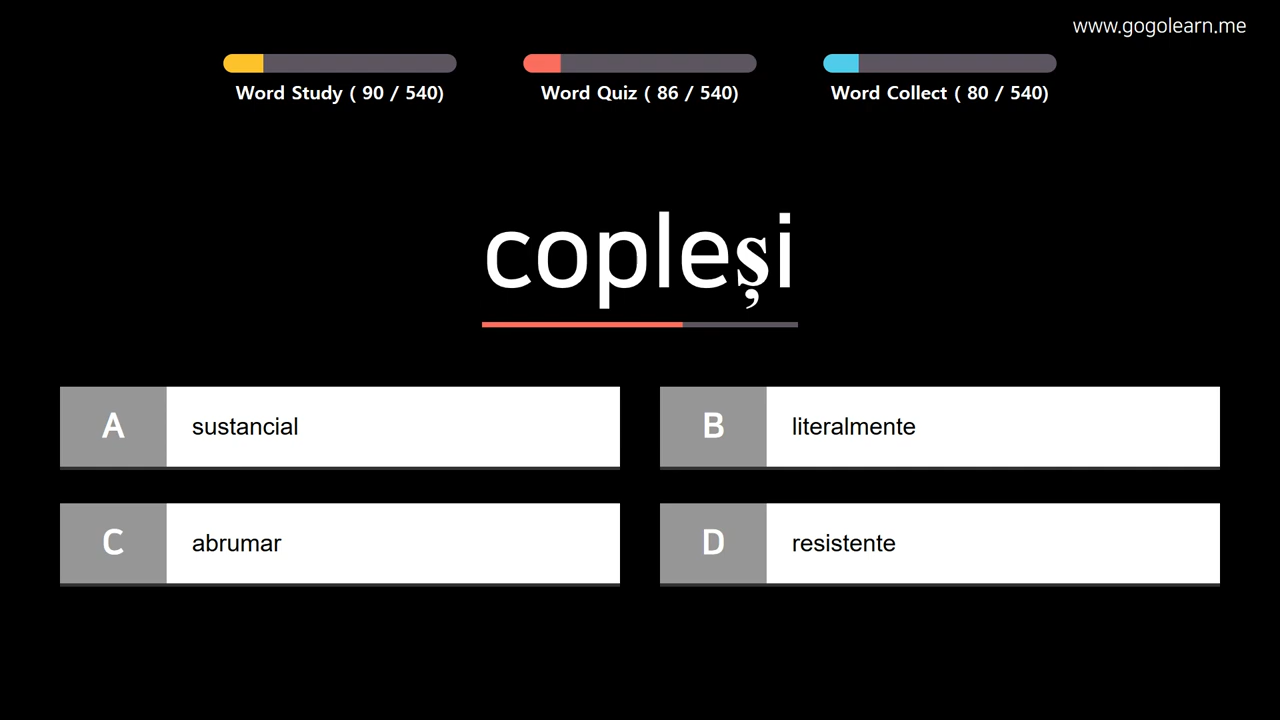 www.gogolearn.me
Word Study ( 90 / 540)
Word Quiz ( 86 / 540)
Word Collect ( 80 / 540)
copleși
A sustancial
B literalmente
C abrumar
D resistente